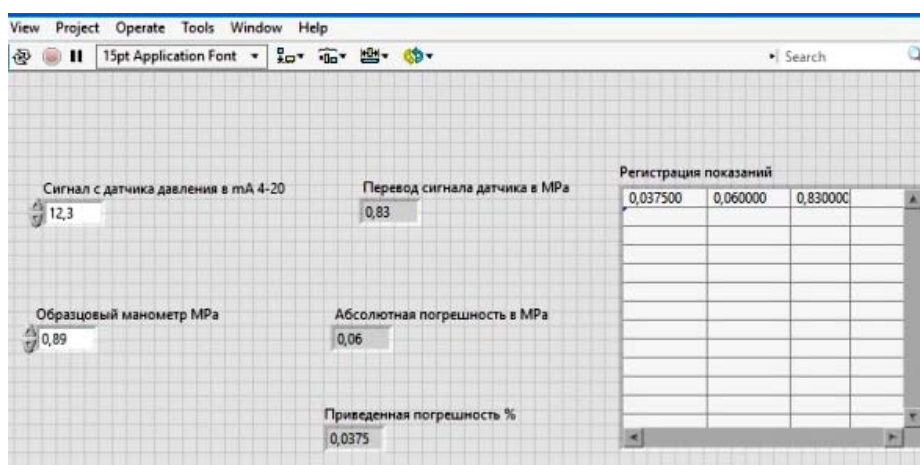 View Project Operate Tools Window Help
15pt Application Font
Search
Регистрация показаний
Сигнал с датчика давления в mA 4-20
Перевод сигнала датчика в MPa
0,037500 0,060000 0,830000
12,3
0,83
Образцовый манометр MPa
Абсолютная погрешность в MPa
0,89
0,06
Приведенная погрешность %
0,0375